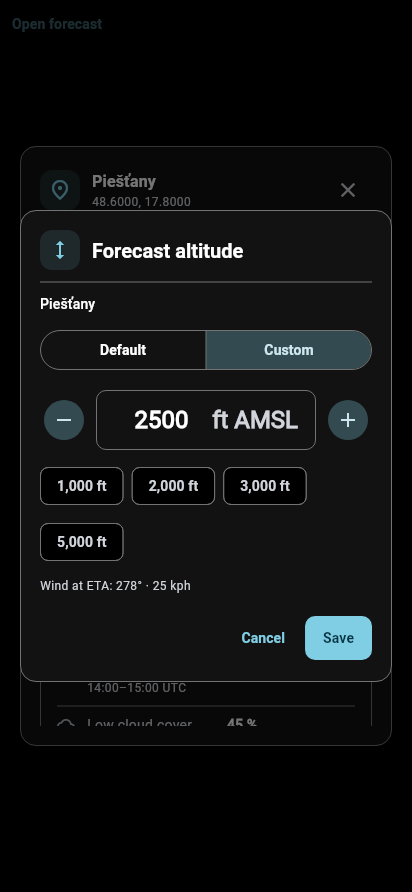 Open forecast
Piešťany
48.6000, 17.8000
Forecast altitude
Piešťany
Default Custom
2500 ft AMSL
1,000 ft 2,000 ft 3,000 ft
5,000 ft
Wind at ETA: 278° · 25 kph
Cancel Save
14:00–15:00 UTC
Low cloud cover 45 %